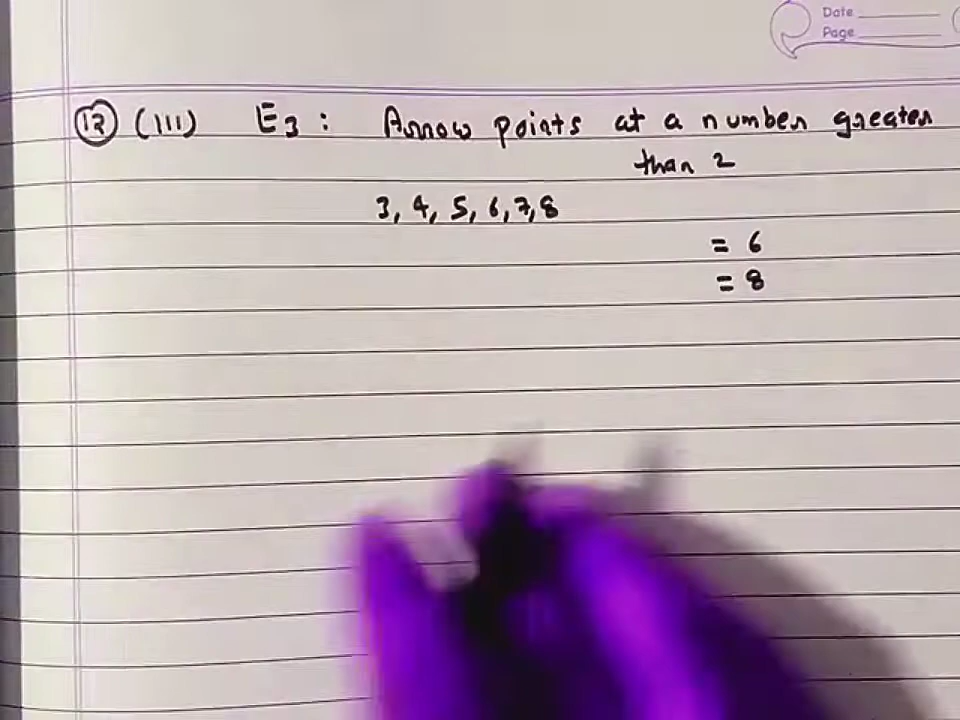 Date
Page
12 (III) E3 : Arrow points at a number greater
than 2
3, 4, 5, 6, 7, 8
= 6
= 8